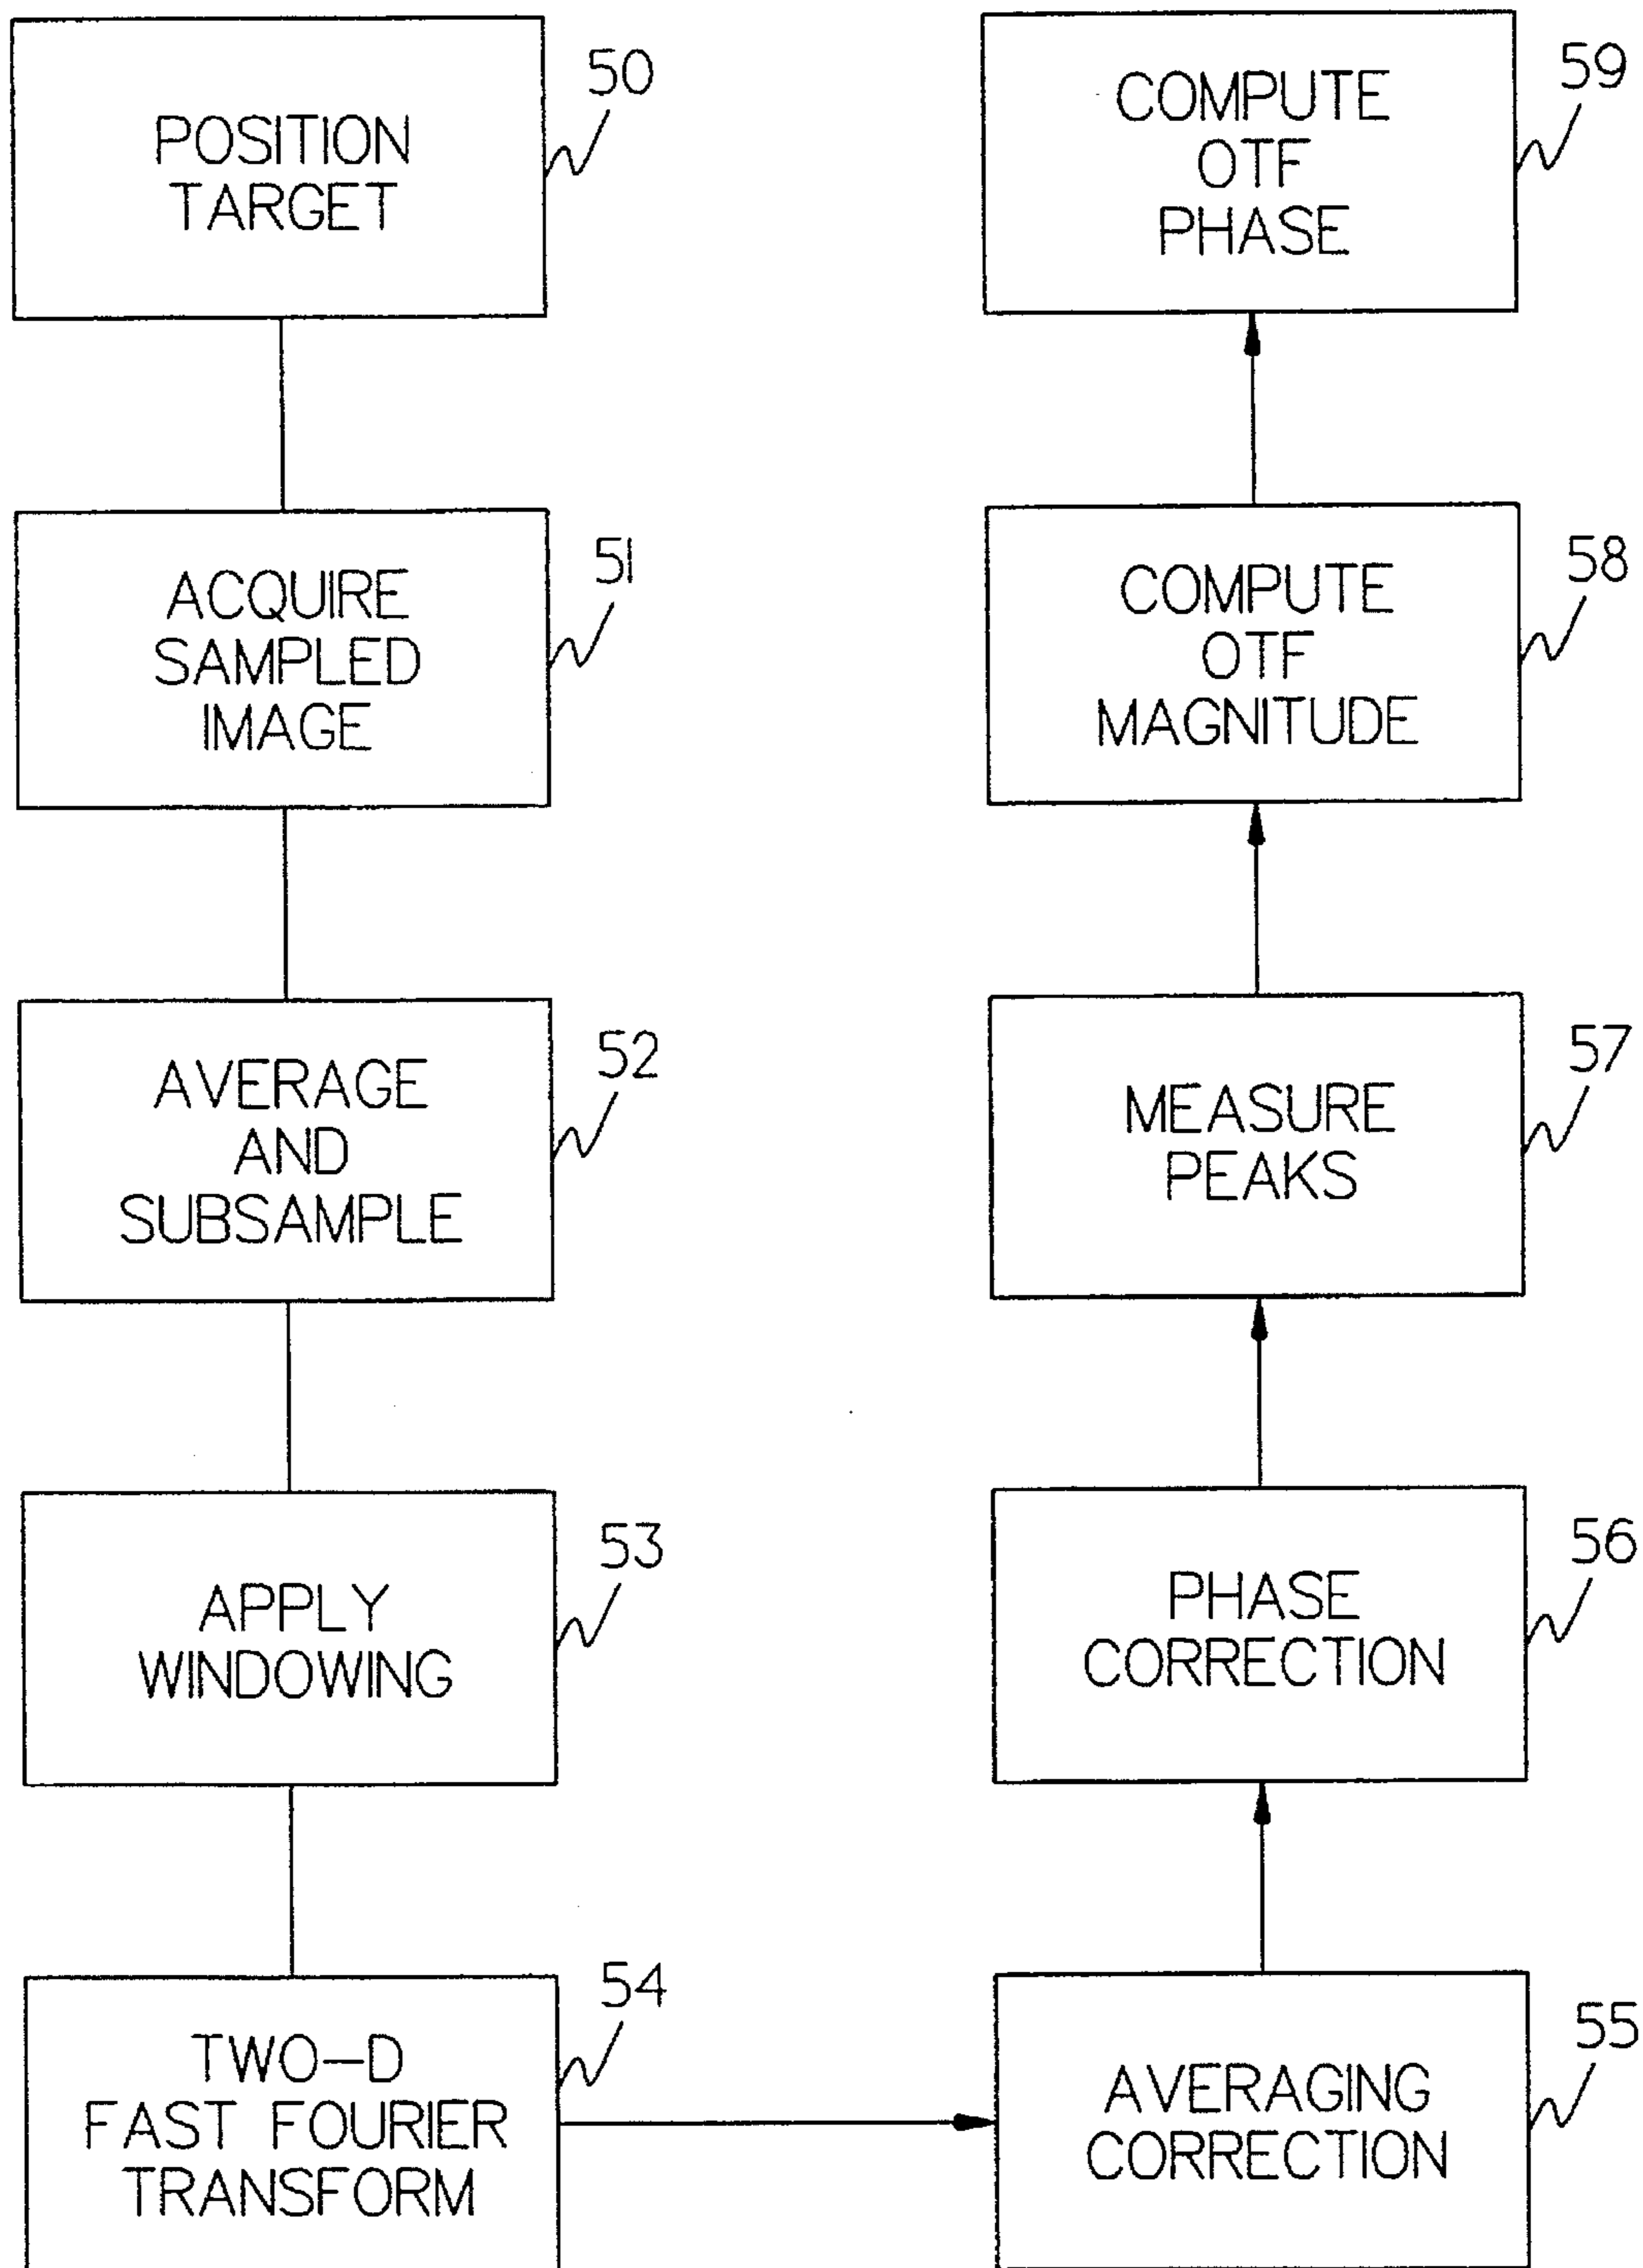 POSITION
TARGET
50
ACQUIRE
SAMPLED
IMAGE
51
AVERAGE
AND
SUBSAMPLE
52
APPLY
WINDOWING
53
TWO-D
FAST FOURIER
TRANSFORM
54
AVERAGING
CORRECTION
55
PHASE
CORRECTION
56
MEASURE
PEAKS
57
COMPUTE
OTF
MAGNITUDE
58
COMPUTE
OTF
PHASE
59